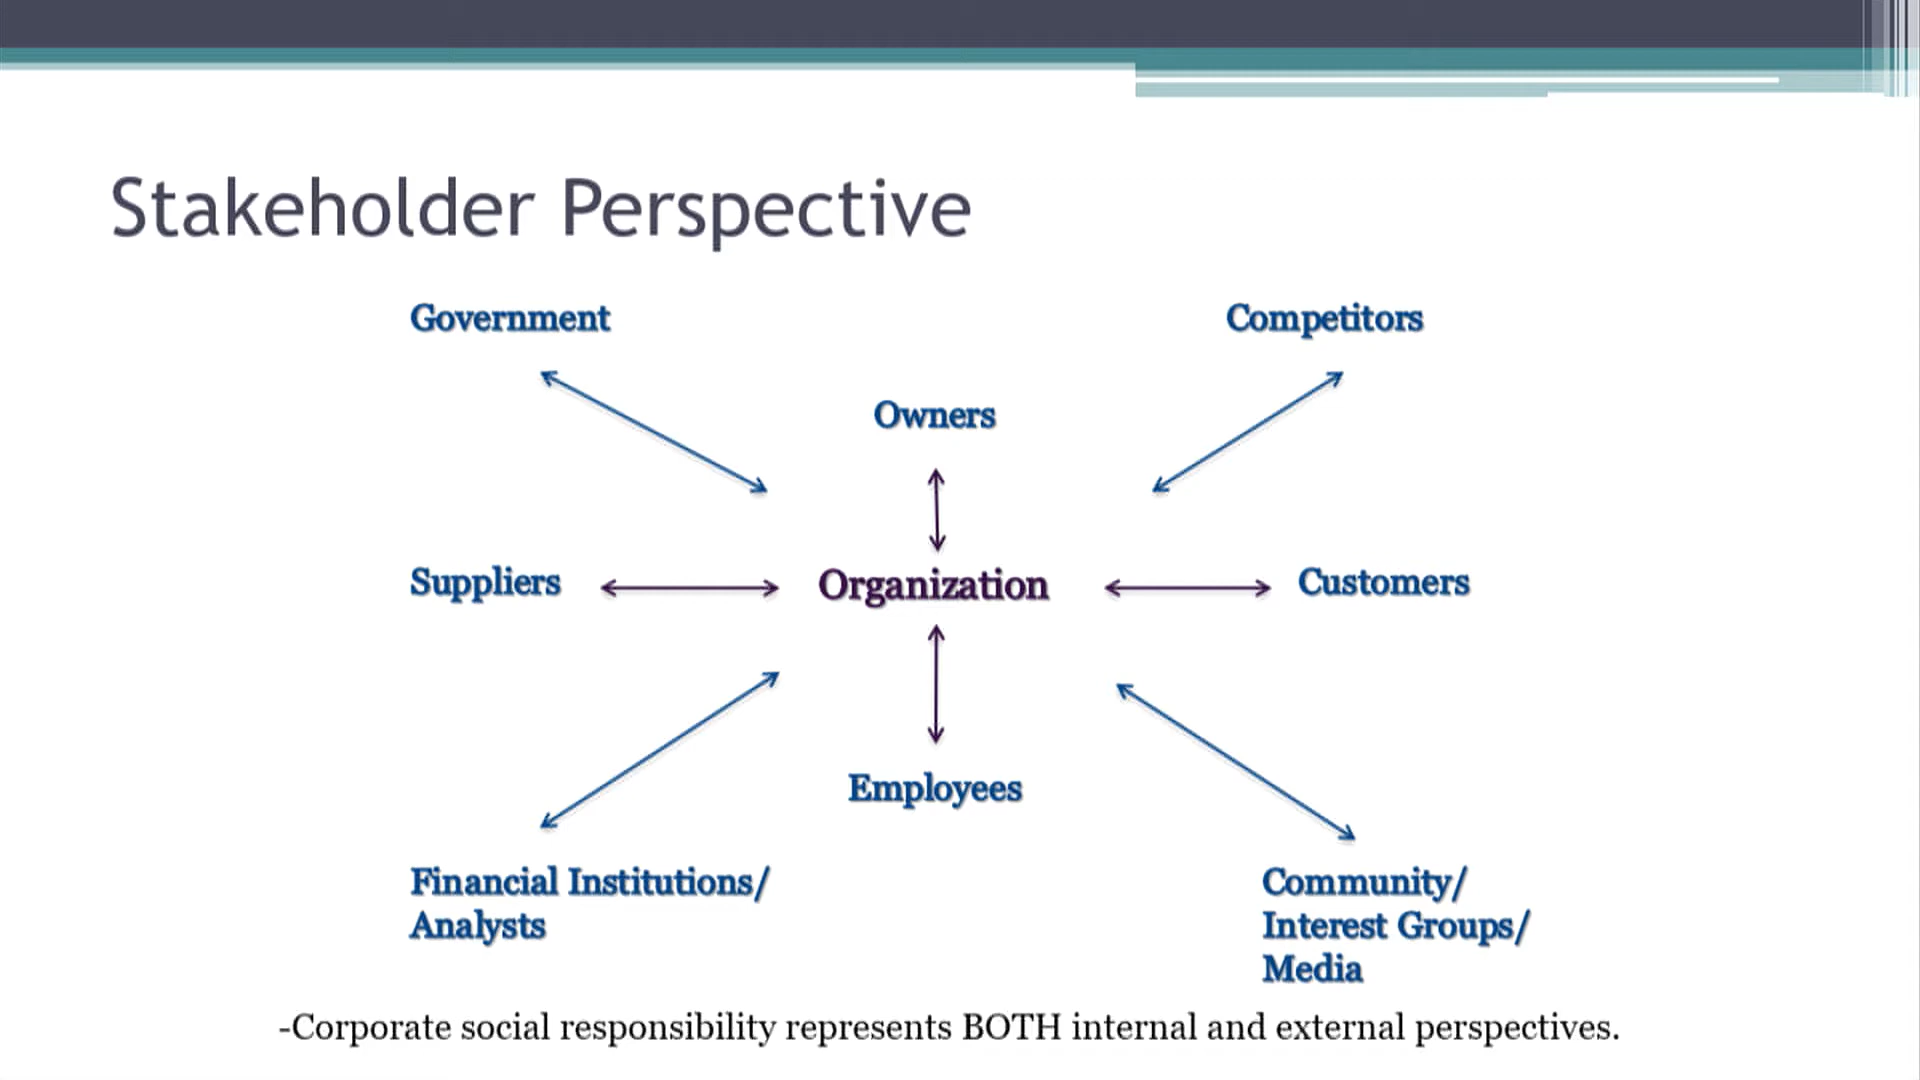 Stakeholder Perspective
Government
Competitors
Owners
Suppliers
Organization
Customers
Employees
Financial Institutions/
Analysts
Community/
Interest Groups/
Media
-Corporate social responsibility represents BOTH internal and external perspectives.